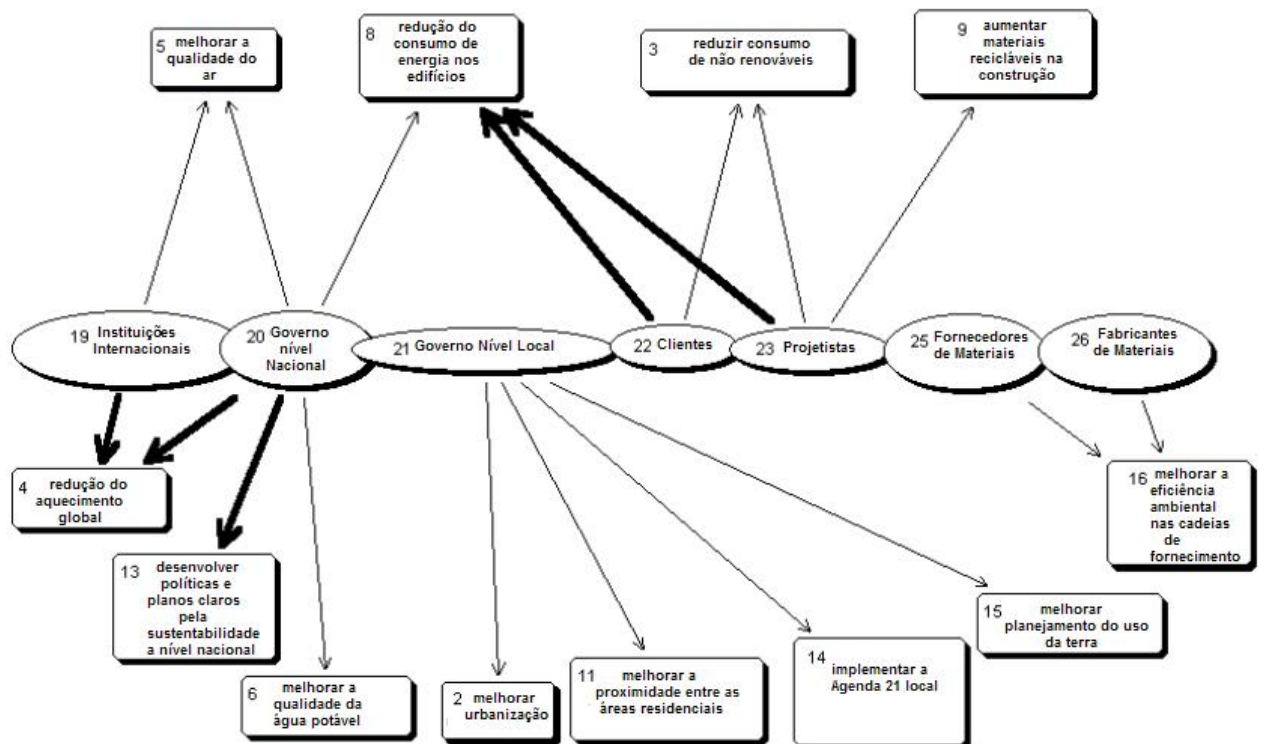 5 melhorar a
qualidade do
ar
8 redução do
consumo de
energia nos
edifícios
3 reduzir consumo
de não renováveis
9 aumentar
materiais
recicláveis na
construção
19 Instituições
Internacionais
20 Governo
nível
Nacional
21 Governo Nível Local
22 Clientes
23 Projetistas
25 Fornecedores
de Materiais
26 Fabricantes
de Materiais
4 redução do
aquecimento
global
16 melhorar a
eficiência
ambiental
nas cadeias
de
fornecimento
13 desenvolver
políticas e
planos claros
pela
sustentabilidade
a nível nacional
15 melhorar
planejamento do uso
da terra
6 melhorar a
qualidade da
água potável
2 melhorar
urbanização
11 melhorar a
proximidade entre as
áreas residenciais
14 implementar a
Agenda 21 local